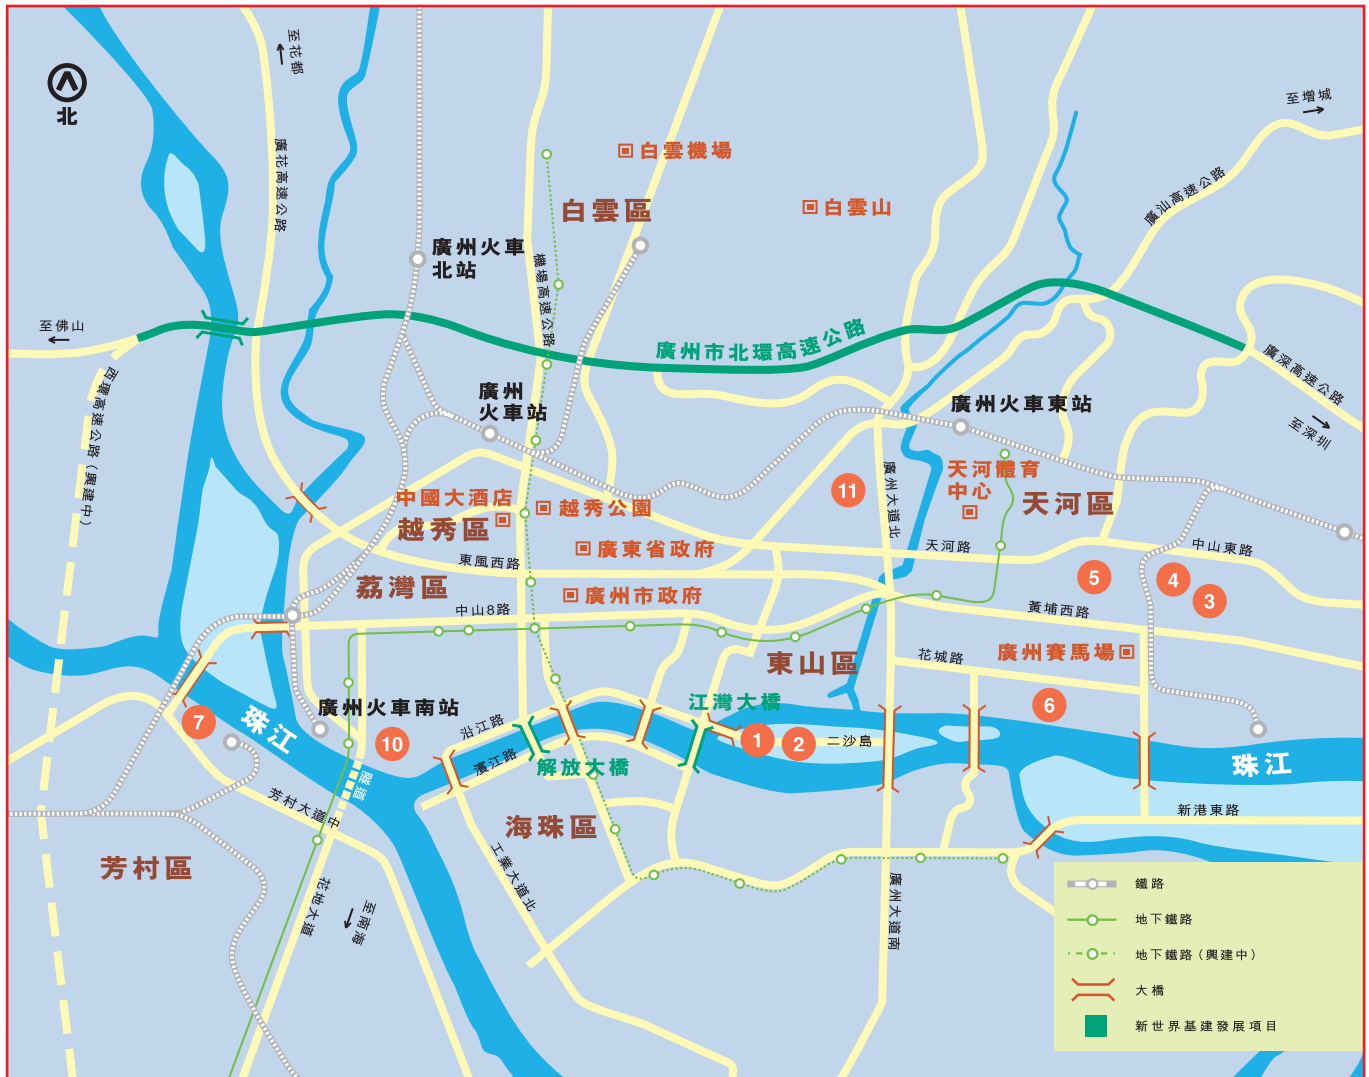 至花都
北
至增城
廣花高速公路
白雲機場
白雲山
廣汕高速公路
白雲區
廣州火車
北站
機場高速公路
至佛山
廣州市北環高速公路
廣深高速公路
至深圳
西環高速公路（興建中）
廣州
火車站
廣州火車東站
天河體育
中心
廣州大道北
11
天河區
中國大酒店
越秀公園
越秀區
廣東省政府
天河路
中山東路
東風西路
荔灣區
廣州市政府
5
4
3
中山8路
黃埔西路
花城路
廣州賽馬場
東山區
江灣大橋
6
廣州火車南站
7
珠江
10
沿江路
濱江路
解放大橋
1
2
二沙島
珠江
隧道
芳村大道中
新港東路
海珠區
芳村區
工業大道北
花地大道
至南海
廣州大道南
鐵路
地下鐵路
地下鐵路（興建中）
大橋
新世界基建發展項目